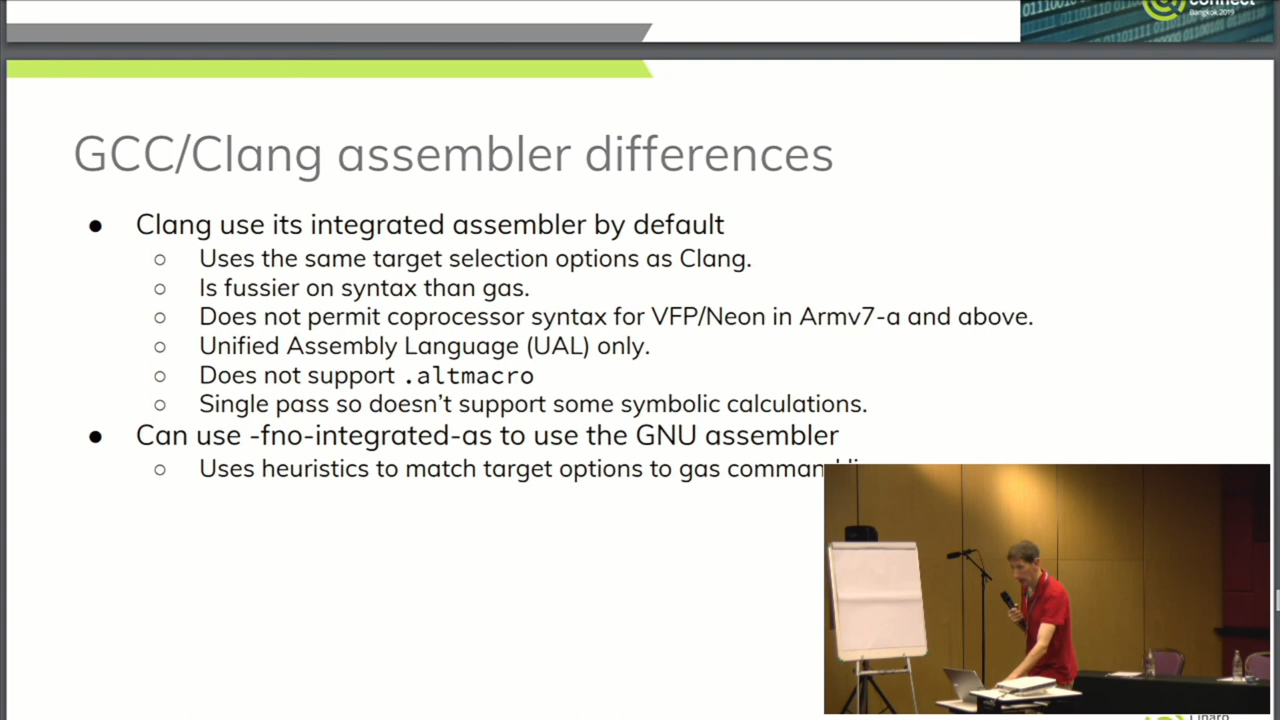 connect
Bangkok 2019
GCC/Clang assembler differences
● Clang use its integrated assembler by default
○ Uses the same target selection options as Clang.
○ Is fussier on syntax than gas.
○ Does not permit coprocessor syntax for VFP/Neon in Armv7-a and above.
○ Unified Assembly Language (UAL) only.
○ Does not support .altmacro
○ Single pass so doesn’t support some symbolic calculations.
● Can use -fno-integrated-as to use the GNU assembler
○ Uses heuristics to match target options to gas
Linaro